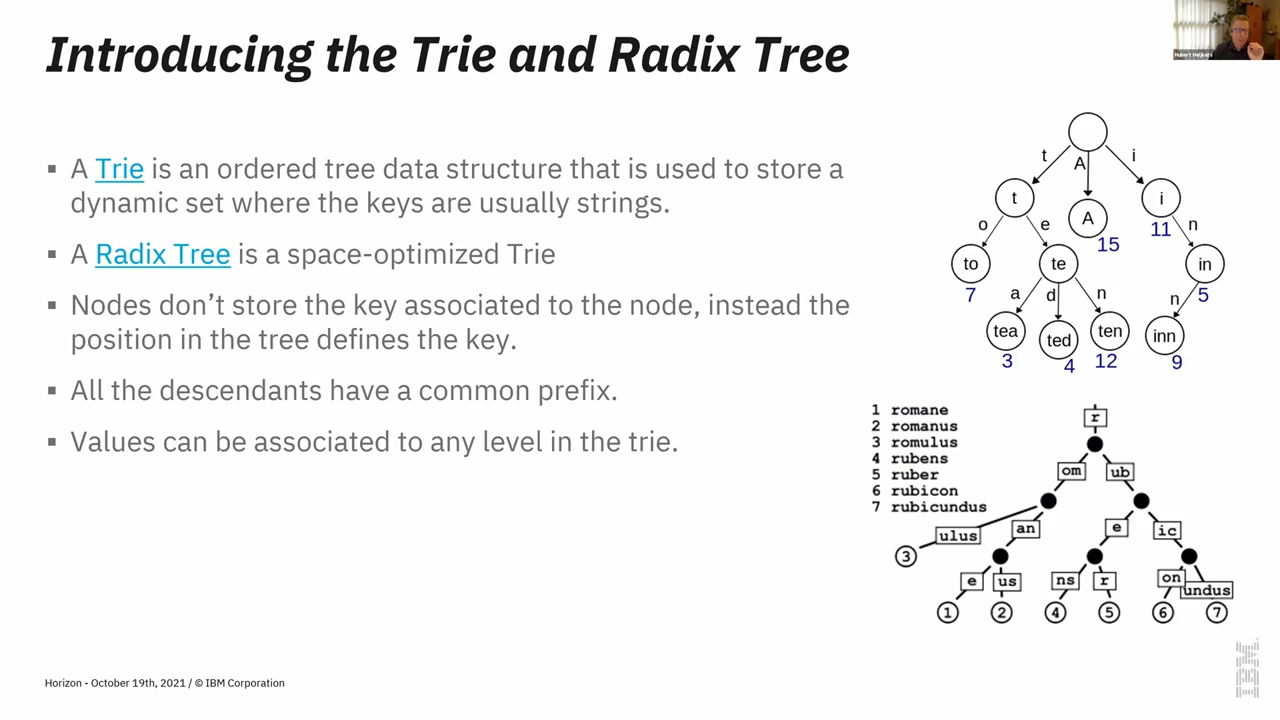 Introducing the Trie and Radix Tree
Hubert Heijkers
▪ A Trie is an ordered tree data structure that is used to store a
dynamic set where the keys are usually strings.
▪ A Radix Tree is a space-optimized Trie
▪ Nodes don’t store the key associated to the node, instead the
position in the tree defines the key.
▪ All the descendants have a common prefix.
▪ Values can be associated to any level in the trie.
t A i
t A i
15 11
o e n
to te in
7 5
a d n n
tea ted ten inn
3 4 12 9
1 romane
2 romanus
3 romulus
4 rubens
5 ruber
6 rubicon
7 rubicundus
r
om ub
ulus an e ic
3
e us ns r on undus
1 2 4 5 6 7
Horizon - October 19th, 2021 / © IBM Corporation
IBM